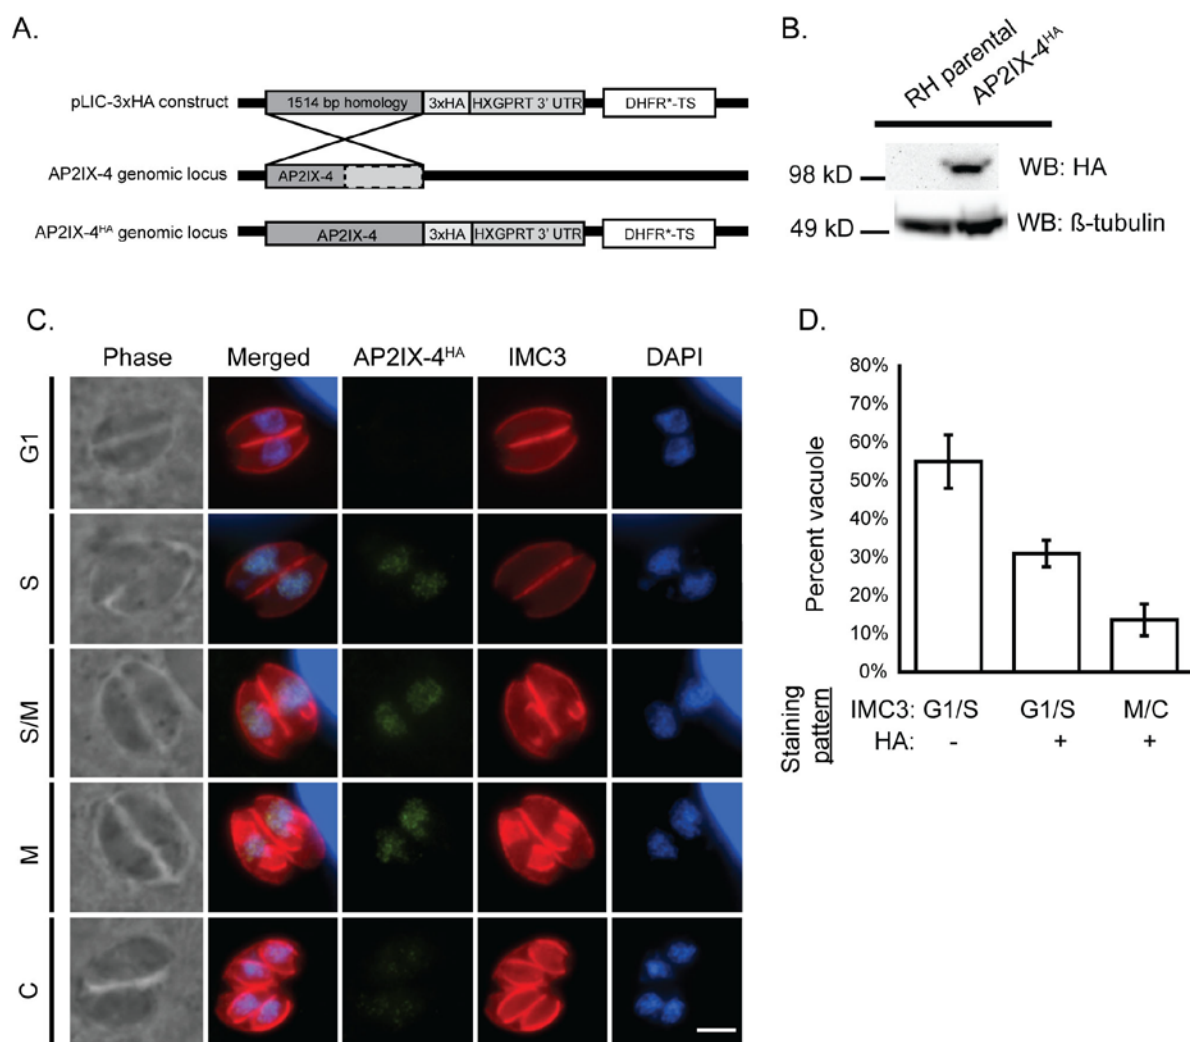 A.
pLIC-3xHA construct
1514 bp homology
3xHA
HXGPRT 3' UTR
DHFR*-TS
AP2IX-4 genomic locus
AP2IX-4
AP2IX-4HA genomic locus
AP2IX-4
3xHA
HXGPRT 3' UTR
DHFR*-TS
B.
RH parental
AP2IX-4HA
98 kD
WB: HA
49 kD
WB: ß-tubulin
C.
Phase
Merged
AP2IX-4HA
IMC3
DAPI
G1
S
S/M
M
C
D.
Percent vacuole
80%
70%
60%
50%
40%
30%
20%
10%
0%
Staining pattern
IMC3: G1/S G1/S M/C
HA: - + +